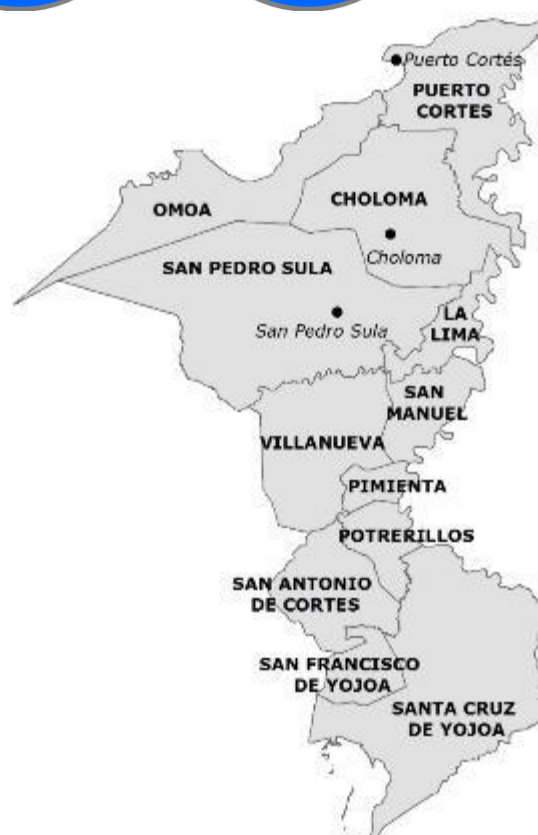 Puerto Cortés
PUERTO
CORTES
CHOLOMA
OMOA
Choloma
SAN PEDRO SULA
LA
LIMA
San Pedro Sula
SAN
MANUEL
VILLANUEVA
PIMIENTA
POTRERILLOS
SAN ANTONIO
DE CORTES
SAN FRANCISCO
DE YOJOA
SANTA CRUZ
DE YOJOA